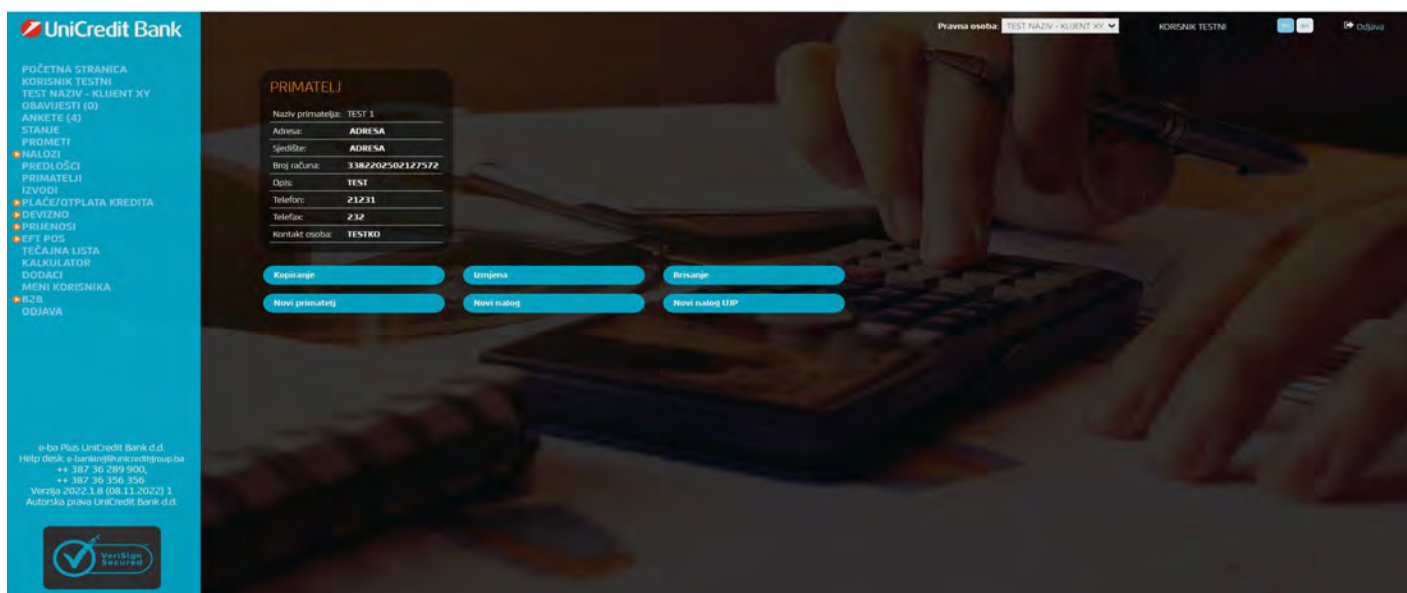 UniCredit Bank
Pravna osoba: TEST NAZIV - KLIJENT XY
KORISNIK TESTNI
Odjava
POČETNA STRANICA
KORISNIK TESTNI
TEST NAZIV - KLIJENT XY
OBAVIJESTI (0)
ANKETE (4)
STANJE
PROMETI
NALOZI
PREDLOŠCI
PRIMATELJI
IZVODI
PLAĆE/OTPLATA KREDITA
DEVIZNO
PRIJENOSI
EFT POS
TEČAJNA LISTA
KALKULATOR
DODACI
MENI KORISNIKA
B2B
ODJAVA
PRIMATELJ
Naziv primatelja: TEST 1
Adresa: ADRESA
Sjedište: ADRESA
Broj računa: 3382202502127572
Opis: TEST
Telefon: 21231
Telefax: 232
Kontakt osoba: TESTKO
Kopiranje
Izmjena
Brisanje
Novi primatelj
Novi nalog
Novi nalog UJP
e-ba Plus UniCredit Bank d.d.
Help desk: e-banking@unicreditgroup.ba
++ 387 36 289 900,
++ 387 36 356 356
Verzija 2022.1.8 (08.11.2022) 1
Autorska prava UniCredit Bank d.d.
VeriSign
Secured